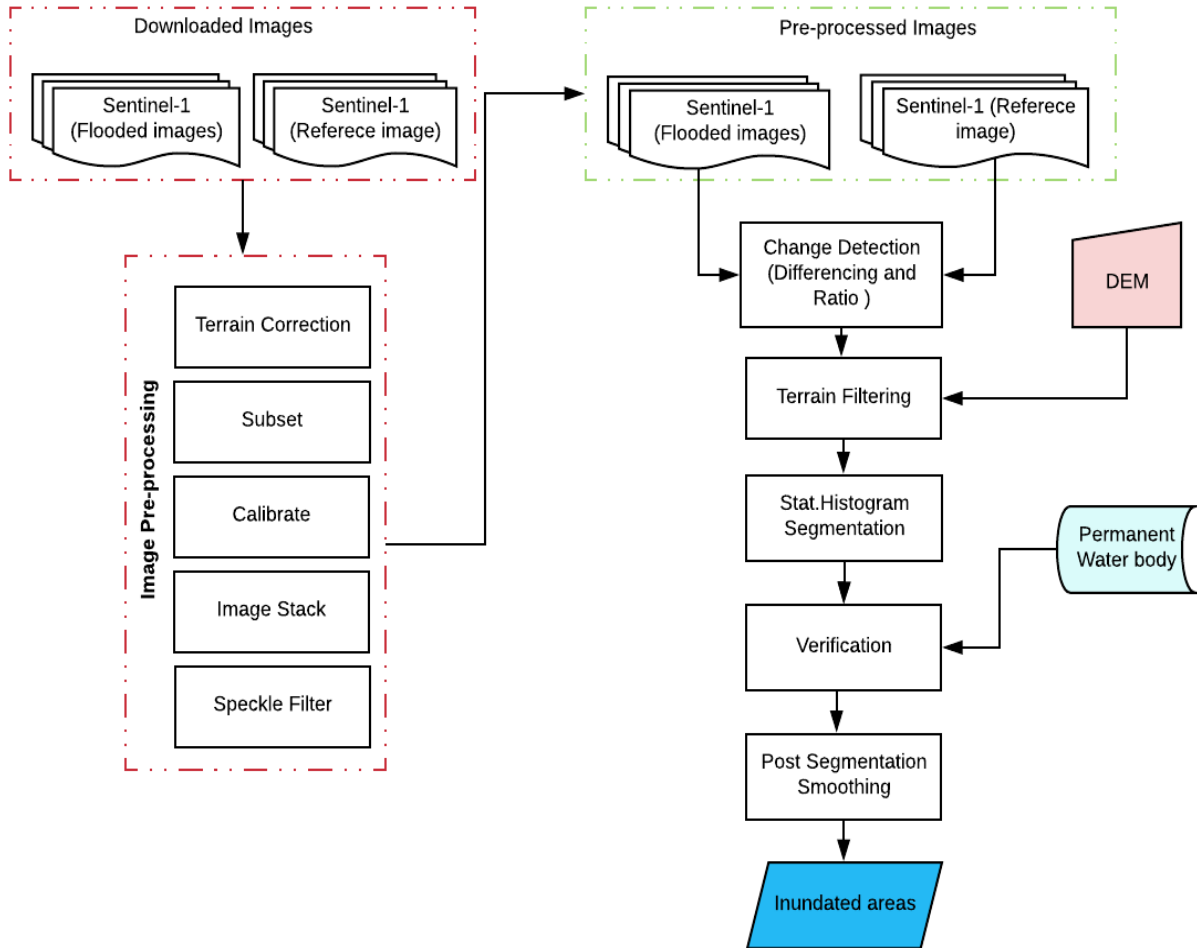 Downloaded Images
Sentinel-1
(Flooded images)
Sentinel-1
(Referece image)
Image Pre-processing
Terrain Correction
Subset
Calibrate
Image Stack
Speckle Filter
Pre-processed Images
Sentinel-1
(Flooded images)
Sentinel-1 (Referece
image)
Change Detection
(Differencing and
Ratio )
DEM
Terrain Filtering
Stat.Histogram
Segmentation
Permanent
Water body
Verification
Post Segmentation
Smoothing
Inundated areas